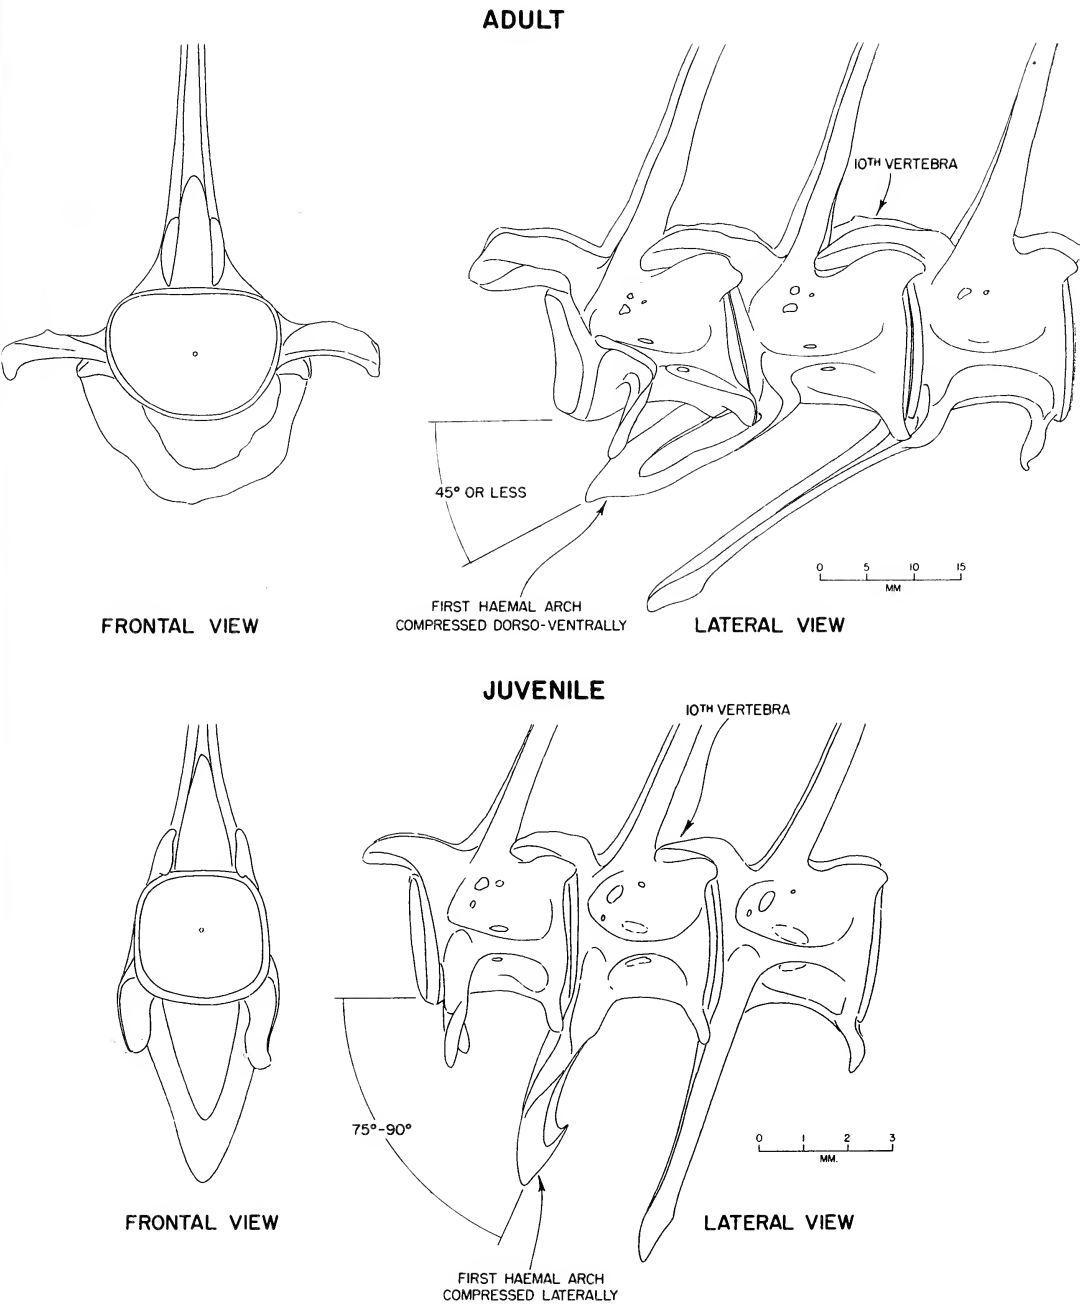 ADULT
10TH VERTEBRA
45° OR LESS
0 5 10 15
MM
FIRST HAEMAL ARCH
COMPRESSED DORSO-VENTRALLY
FRONTAL VIEW
LATERAL VIEW
JUVENILE
10TH VERTEBRA
75°-90°
0 1 2 3
MM.
FRONTAL VIEW
LATERAL VIEW
FIRST HAEMAL ARCH
COMPRESSED LATERALLY